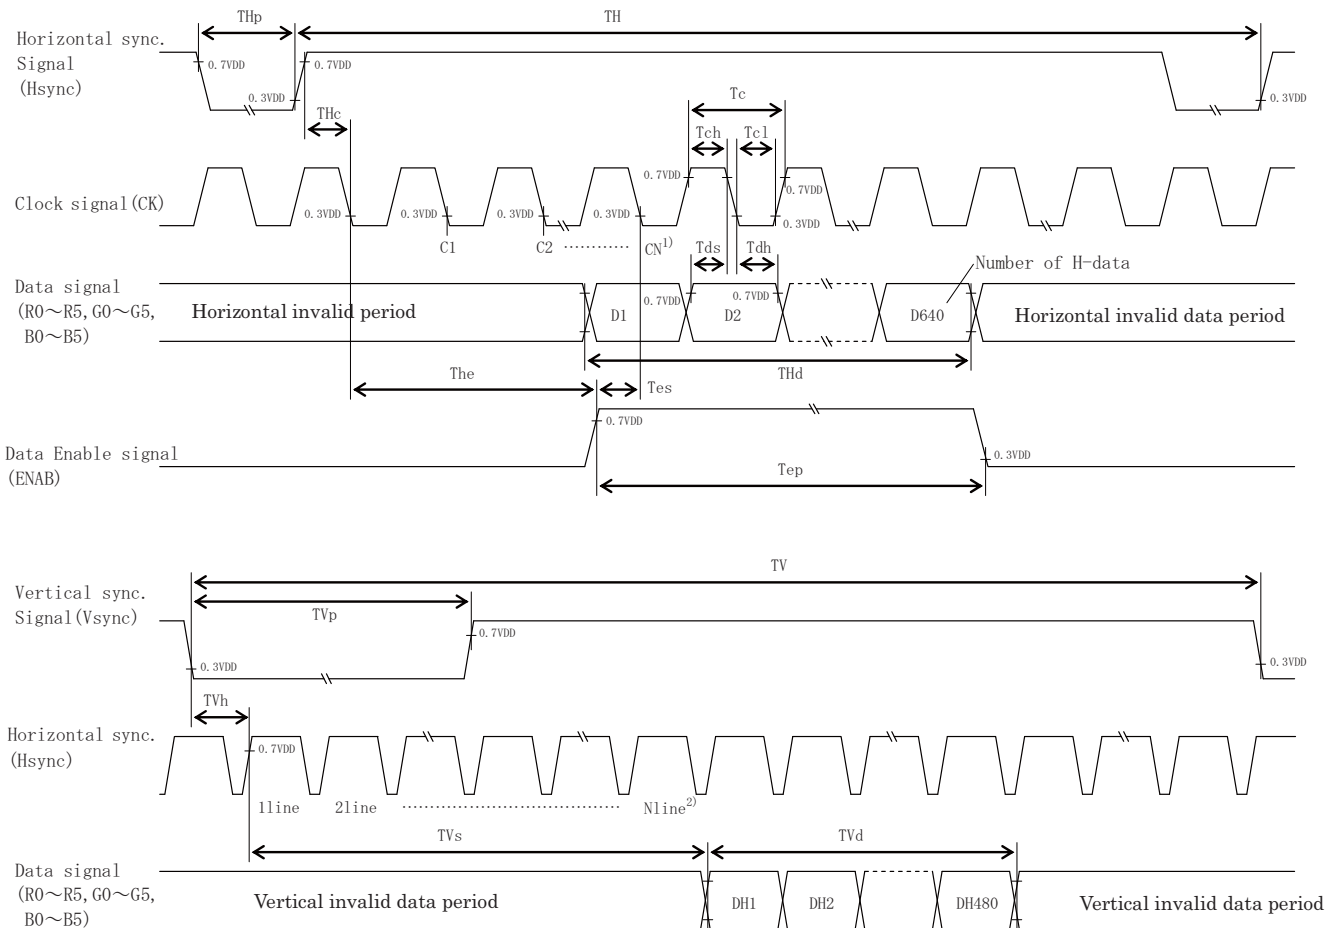 THp
TH
Horizontal sync.
Signal
(Hsync)
0.7VDD
0.7VDD
0.3VDD
0.3VDD
THc
Tc
Tch
Tcl
Clock signal(CK)
0.7VDD
0.7VDD
0.3VDD
0.3VDD
0.3VDD
0.3VDD
0.3VDD
C1
C2
..............
CN1)
Tds
Tdh
Number of H-data
Data signal
(R0～R5,G0～G5,
B0～B5)
Horizontal invalid period
D1
0.7VDD
0.7VDD
D2
D640
Horizontal invalid data period
The
Tes
THd
0.7VDD
Data Enable signal
(ENAB)
0.3VDD
Tep
TV
Vertical sync.
Signal(Vsync)
TVp
0.7VDD
0.3VDD
0.3VDD
TVh
Horizontal sync.
(Hsync)
0.7VDD
1line
2line
..............................................
Nline2)
TVs
TVd
Data signal
(R0～R5,G0～G5,
B0～B5)
Vertical invalid data period
DH1
DH2
DH480
Vertical invalid data period